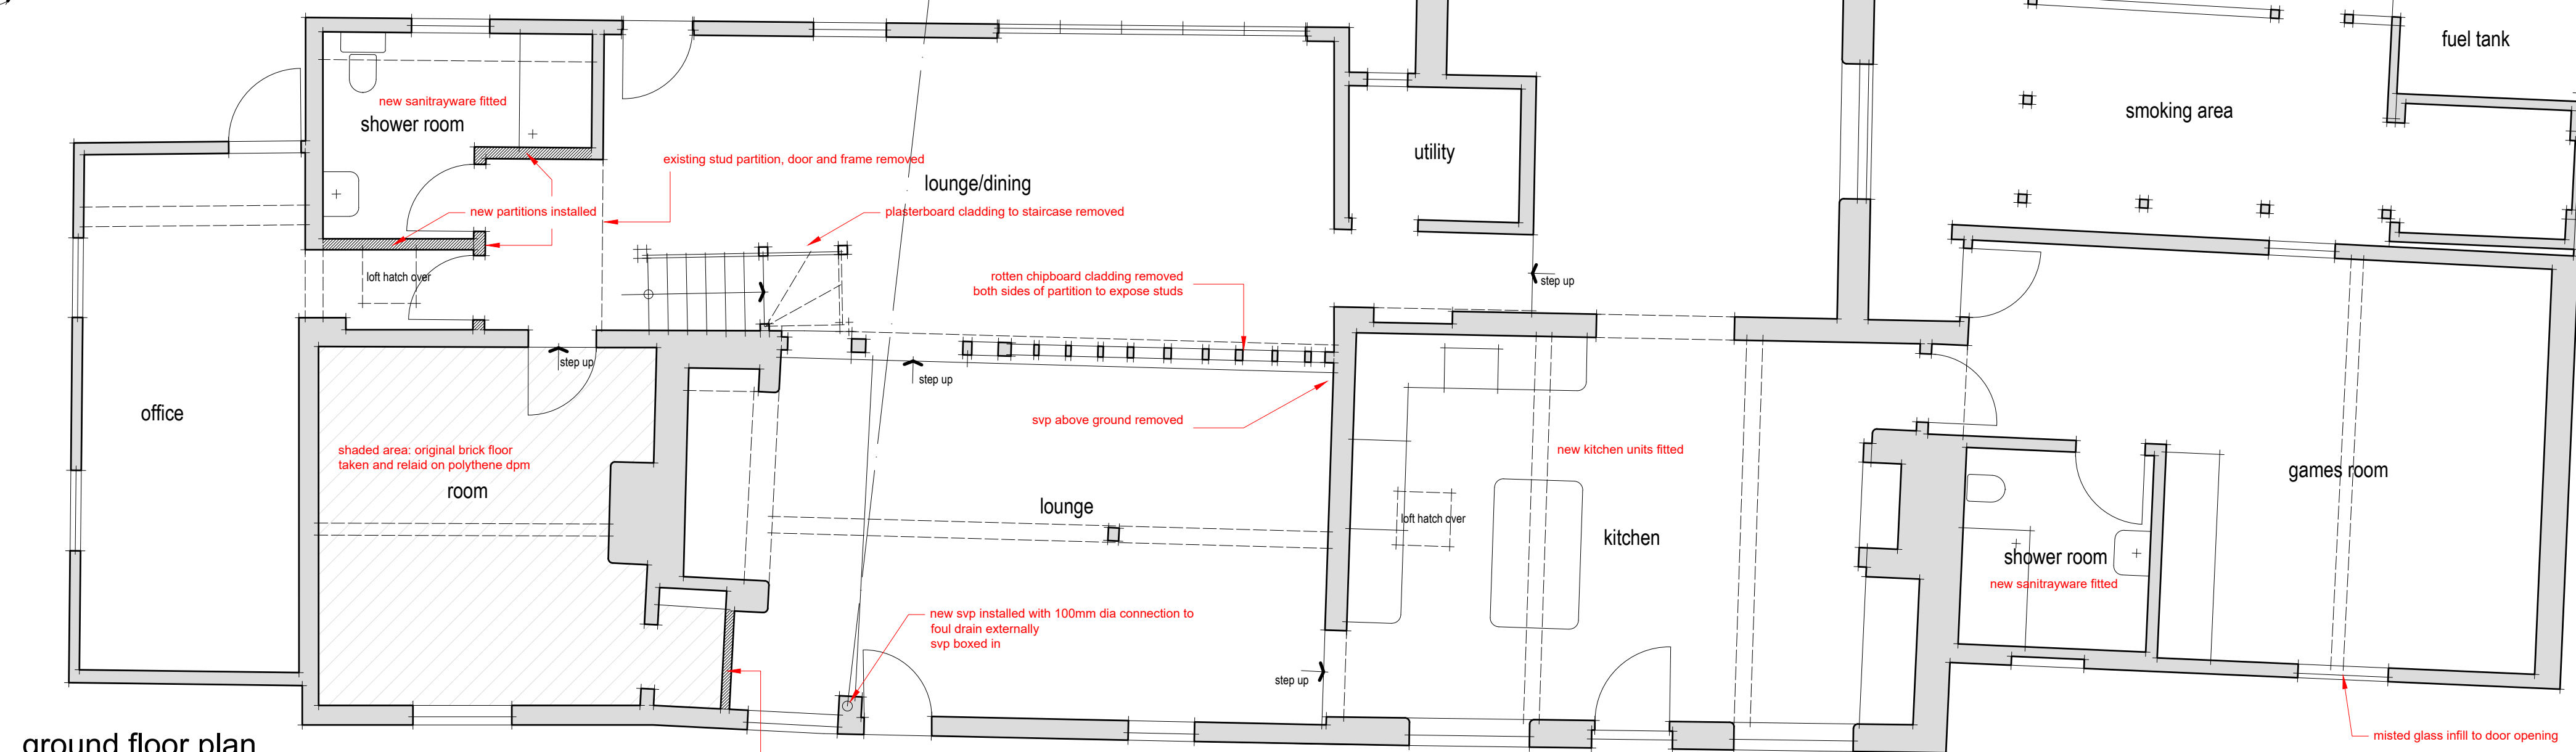 fuel tank
new sanitrayware fitted
shower room
smoking area
utility
existing stud partition, door and frame removed
lounge/dining
new partitions installed
plasterboard cladding to staircase removed
loft hatch over
rotten chipboard cladding removed
both sides of partition to expose studs
step up
step up
step up
office
svp above ground removed
shaded area: original brick floor
taken and relaid on polythene dpm
room
new kitchen units fitted
games room
lounge
loft hatch over
kitchen
shower room
new sanitrayware fitted
new svp installed with 100mm dia connection to
foul drain externally
svp boxed in
step up
misted glass infill to door opening
ground floor plan